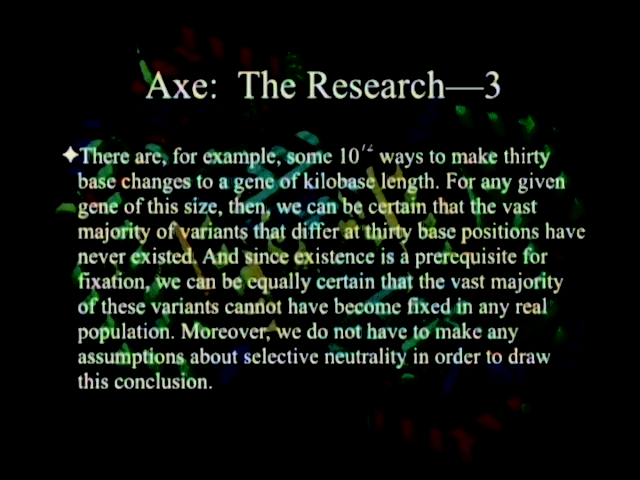 Axe: The Research—3
✦There are, for example, some 10 ways to make thirty
base changes to a gene of kilobase length. For any given
gene of this size, then, we can be certain that the vast
majority of variants that differ at thirty base positions have
never existed. And since existence is a prerequisite for
fixation, we can be equally certain that the vast majority
of these variants cannot have become fixed in any real
population. Moreover, we do not have to make any
assumptions about selective neutrality in order to draw
this conclusion.